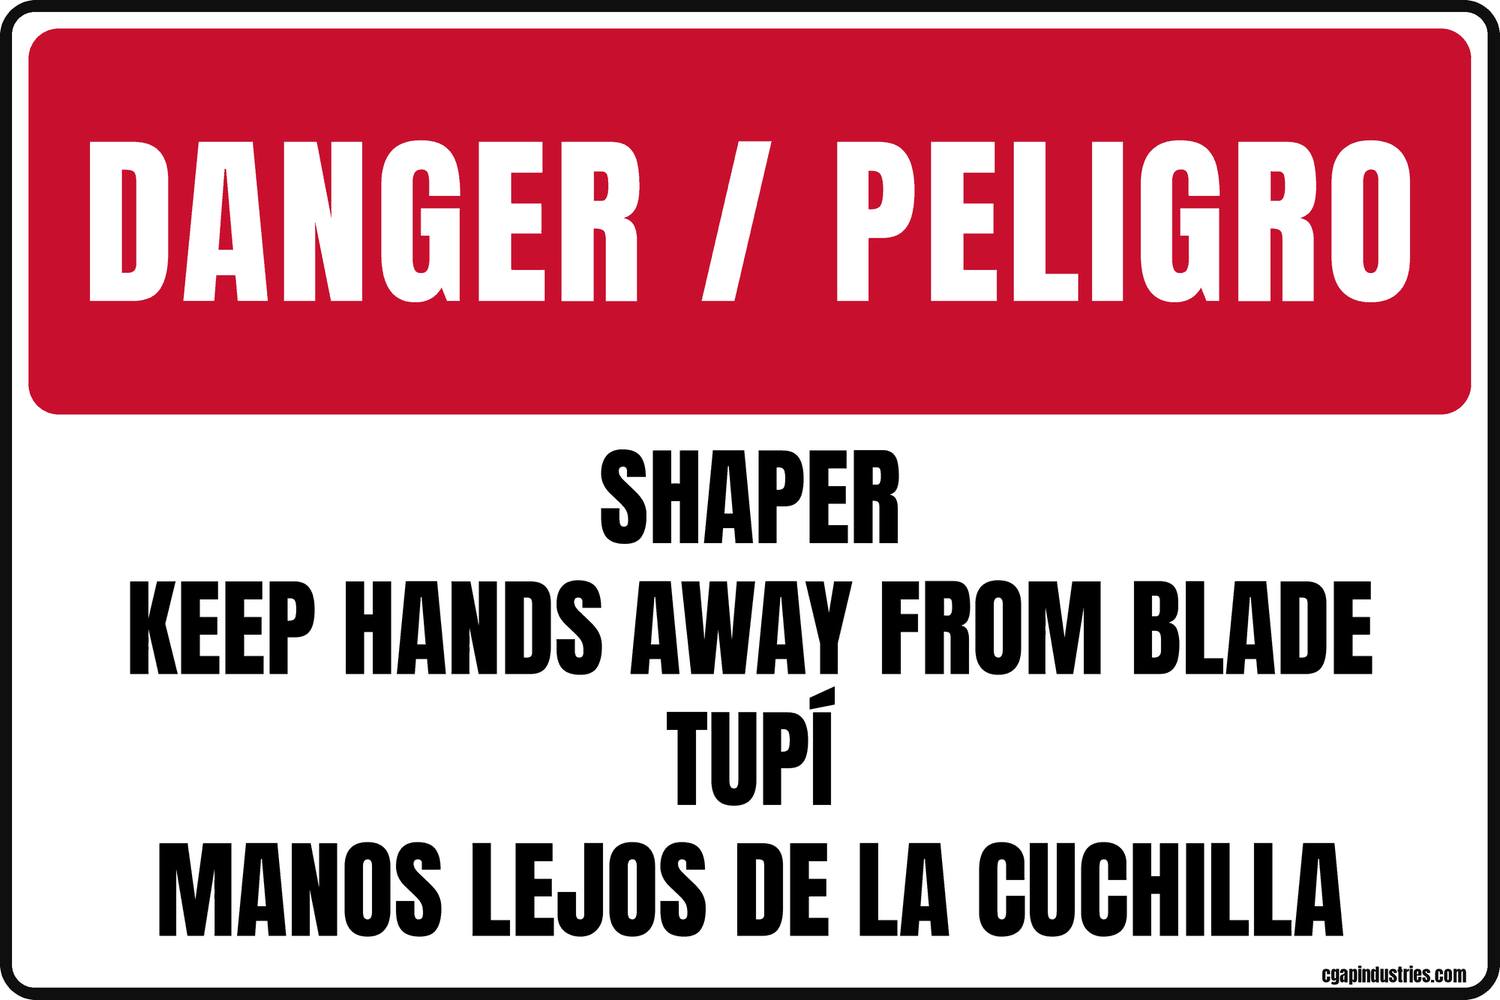 DANGER / PELIGRO
SHAPER
KEEP HANDS AWAY FROM BLADE
TUPÍ
MANOS LEJOS DE LA CUCHILLA
cgapindustries.com